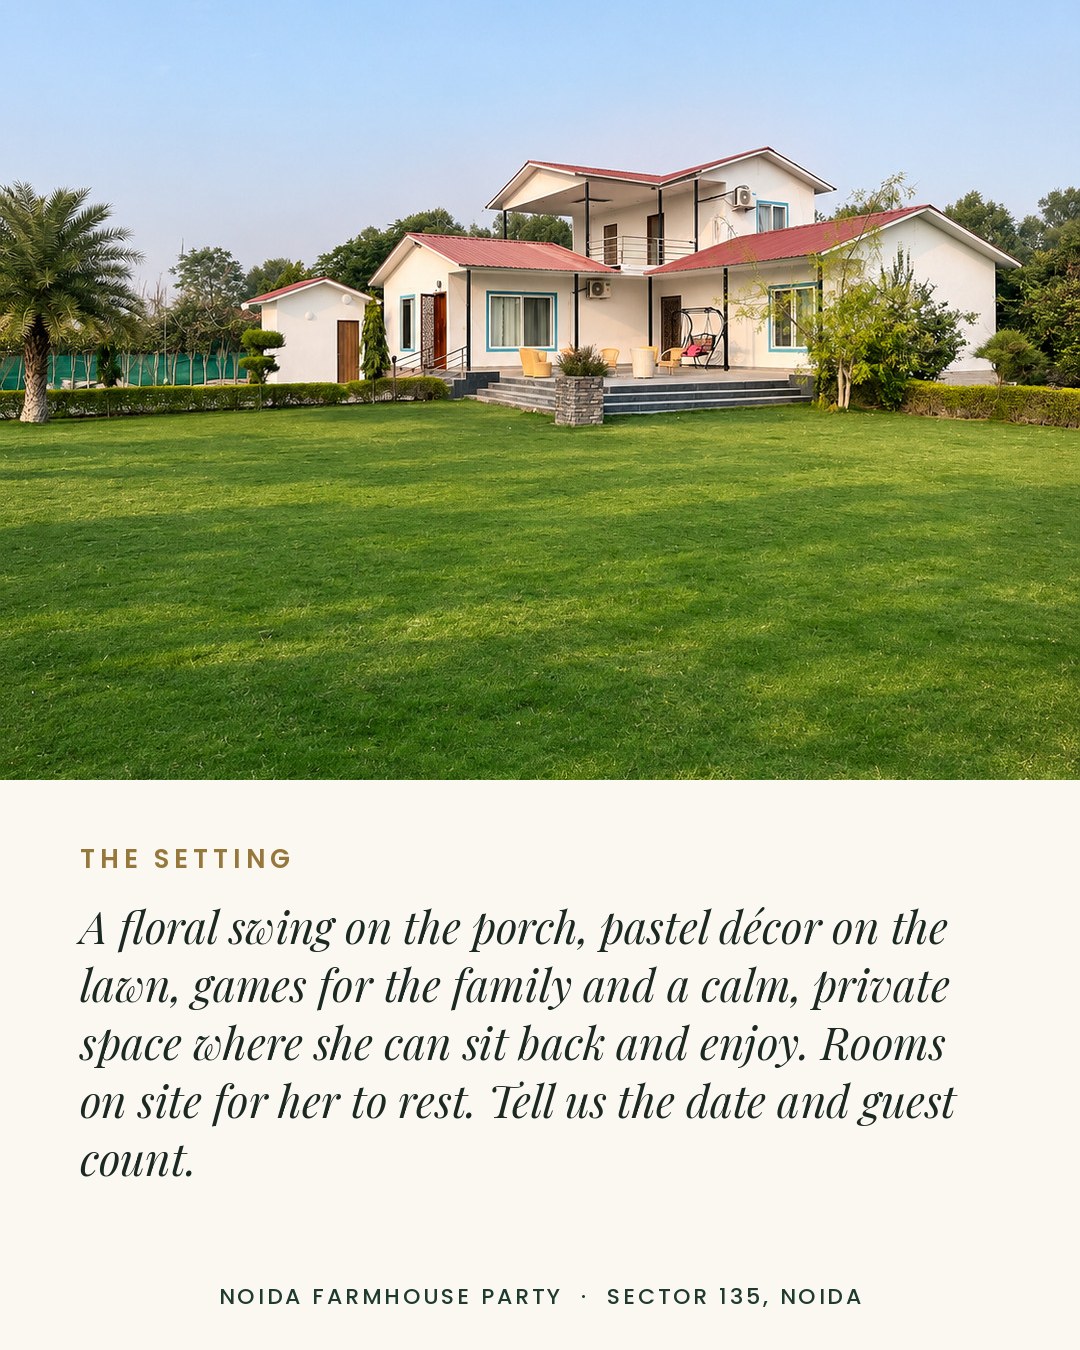 THE SETTING
A floral swing on the porch, pastel décor on the
lawn, games for the family and a calm, private
space where she can sit back and enjoy. Rooms
on site for her to rest. Tell us the date and guest
count.
NOIDA FARMHOUSE PARTY · SECTOR 135, NOIDA